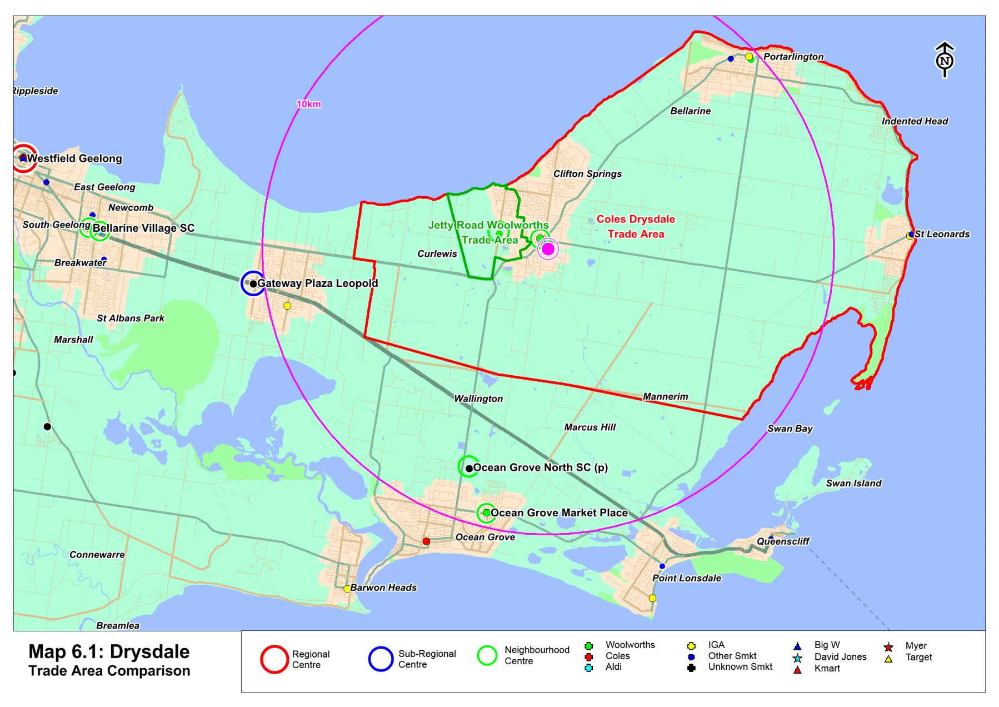 Portarlington
N
Rippleside
10km
Bellarine
Indented Head
Westfield Geelong
Clifton Springs
East Geelong
Newcomb
Coles Drysdale
Trade Area
Jetty Road Woolworths
Trade Area
South Geelong
Bellarine Village SC
St Leonards
Curlewis
Breakwater
Gateway Plaza Leopold
St Albans Park
Marshall
Wallington
Mannerim
Marcus Hill
Swan Bay
Ocean Grove North SC (p)
Swan Island
Ocean Grove Market Place
Ocean Grove
Queenscliff
Connewarre
Point Lonsdale
Barwon Heads
Breamlea
Map 6.1: Drysdale
Trade Area Comparison
Regional
Centre
Sub-Regional
Centre
Neighbourhood
Centre
Woolworths
Coles
Aldi
IGA
Other Smkt
Unknown Smkt
Big W
David Jones
Kmart
Myer
Target